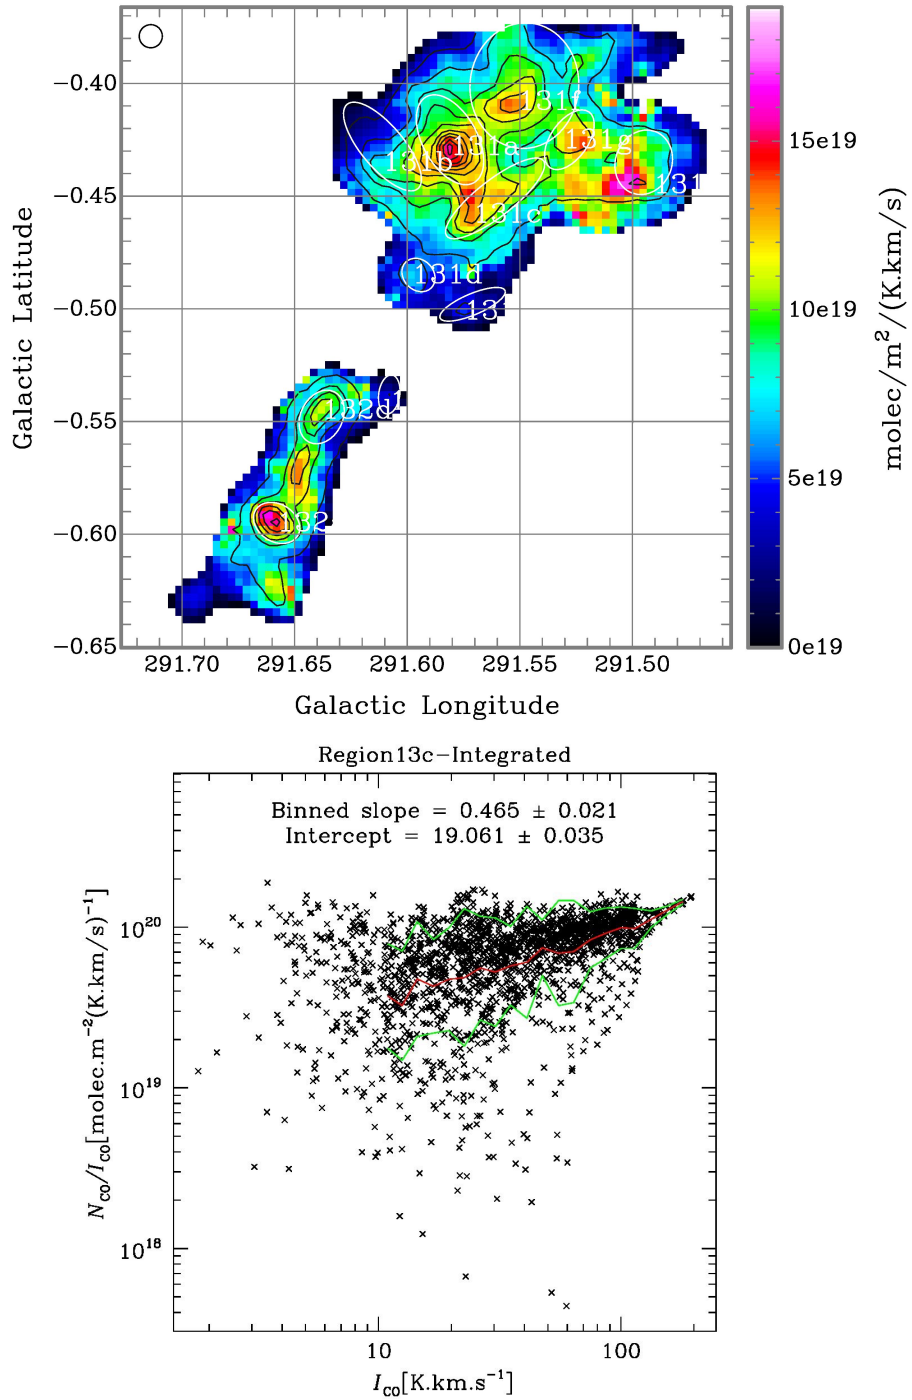 −0.40
−0.45
−0.50
−0.55
−0.60
−0.65
Galactic Latitude
131f
131a
131g
131b
131
131c
131d
132d
132
291.70 291.65 291.60 291.55 291.50
Galactic Longitude
15e19
10e19
5e19
0e19
molec/m²/(K.km/s)
Region13c−Integrated
Binned slope = 0.465 ± 0.021
Intercept = 19.061 ± 0.035
10²⁰
10¹⁹
10¹⁸
N_CO/I_CO[molec.m⁻²(K.km/s)⁻¹]
10 100
I_CO[K.km.s⁻¹]